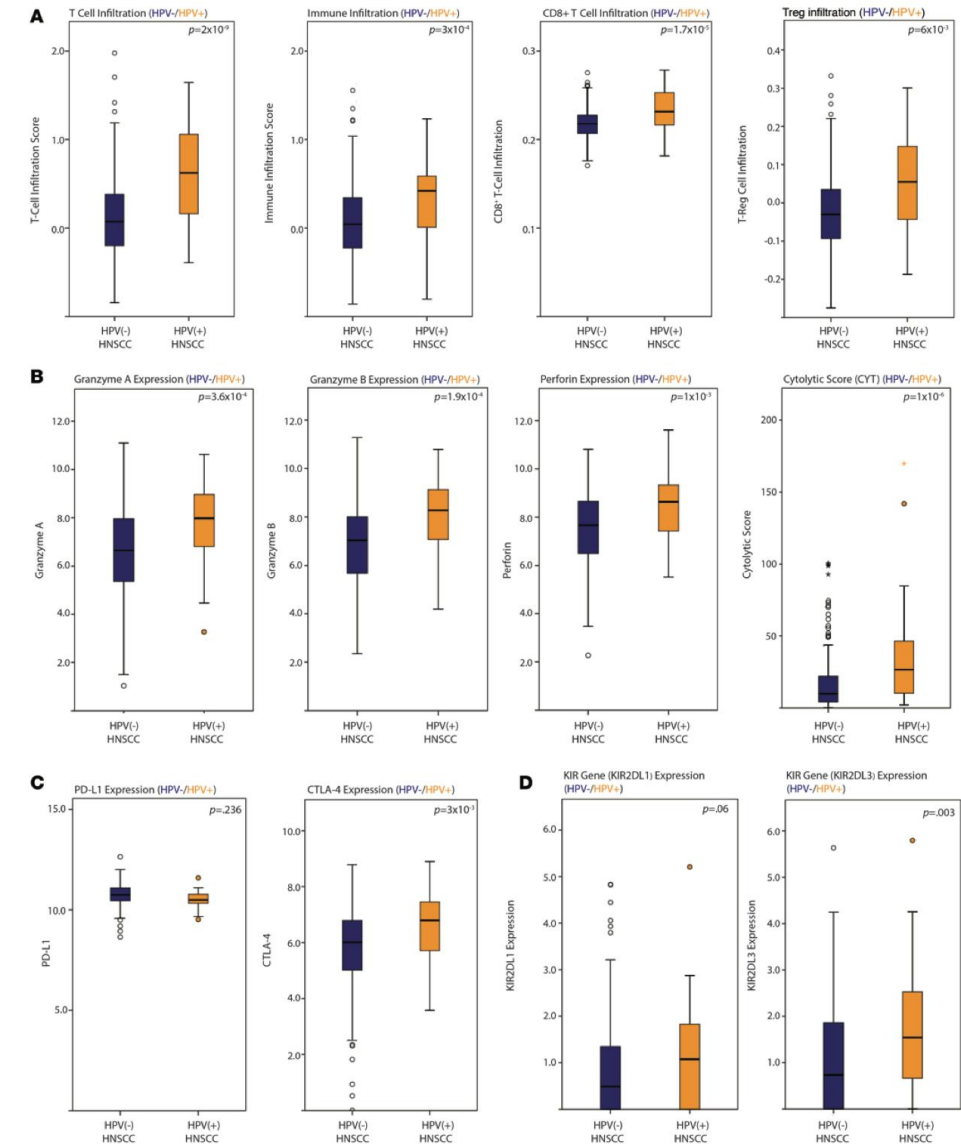 A
T Cell Infiltration (HPV-/HPV+)
p=2x10-9
T-Cell Infiltration Score
2.0
1.0
0.0
HPV(-)
HNSCC
HPV(+)
HNSCC
Immune Infiltration (HPV-/HPV+)
p=3x10-4
Immune Infiltration Score
2.0
1.0
0.0
HPV(-)
HNSCC
HPV(+)
HNSCC
CD8+ T Cell Infiltration (HPV-/HPV+)
p=1.7x10-5
CD8+ T-Cell Infiltration
0.3
0.2
0.1
HPV(-)
HNSCC
HPV(+)
HNSCC
Treg infiltration (HPV-/HPV+)
p=6x10-3
T-Reg Cell Infiltration
0.4
0.3
0.2
0.1
0.0
-0.1
-0.2
HPV(-)
HNSCC
HPV(+)
HNSCC
B
Granzyme A Expression (HPV-/HPV+)
p=3.6x10-4
Granzyme A
12.0
10.0
8.0
6.0
4.0
2.0
HPV(-)
HNSCC
HPV(+)
HNSCC
Granzyme B Expression (HPV-/HPV+)
p=1.9x10-4
Granzyme B
12.0
10.0
8.0
6.0
4.0
2.0
HPV(-)
HNSCC
HPV(+)
HNSCC
Perforin Expression (HPV-/HPV+)
p=1x10-3
Perforin
12.0
10.0
8.0
6.0
4.0
2.0
HPV(-)
HNSCC
HPV(+)
HNSCC
Cytolytic Score (CYT) (HPV-/HPV+)
p=1x10-6
Cytolytic Score
200
150
100
50
HPV(-)
HNSCC
HPV(+)
HNSCC
C
PD-L1 Expression (HPV-/HPV+)
p=.236
PD-L1
15.0
10.0
5.0
HPV(-)
HNSCC
HPV(+)
HNSCC
CTLA-4 Expression (HPV-/HPV+)
p=3x10-3
CTLA-4
10.0
8.0
6.0
4.0
2.0
HPV(-)
HNSCC
HPV(+)
HNSCC
D
KIR Gene (KIR2DL1) Expression
(HPV-/HPV+)
p=.06
KIR2DL1 Expression
6.0
5.0
4.0
3.0
2.0
1.0
HPV(-)
HNSCC
HPV(+)
HNSCC
KIR Gene (KIR2DL3) Expression
(HPV-/HPV+)
p=.003
KIR2DL3 Expression
6.0
5.0
4.0
3.0
2.0
1.0
HPV(-)
HNSCC
HPV(+)
HNSCC